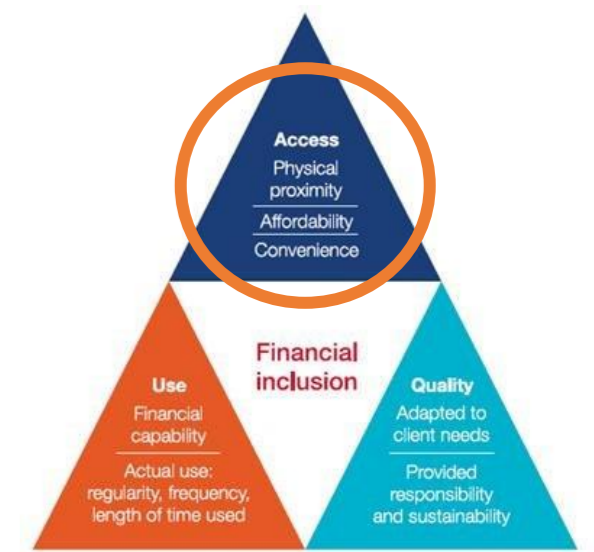 Access
Physical
proximity
Affordability
Convenience
Financial
inclusion
Use
Financial
capability
Actual use:
regularity, frequency,
length of time used
Quality
Adapted to
client needs
Provided
responsibility
and sustainability